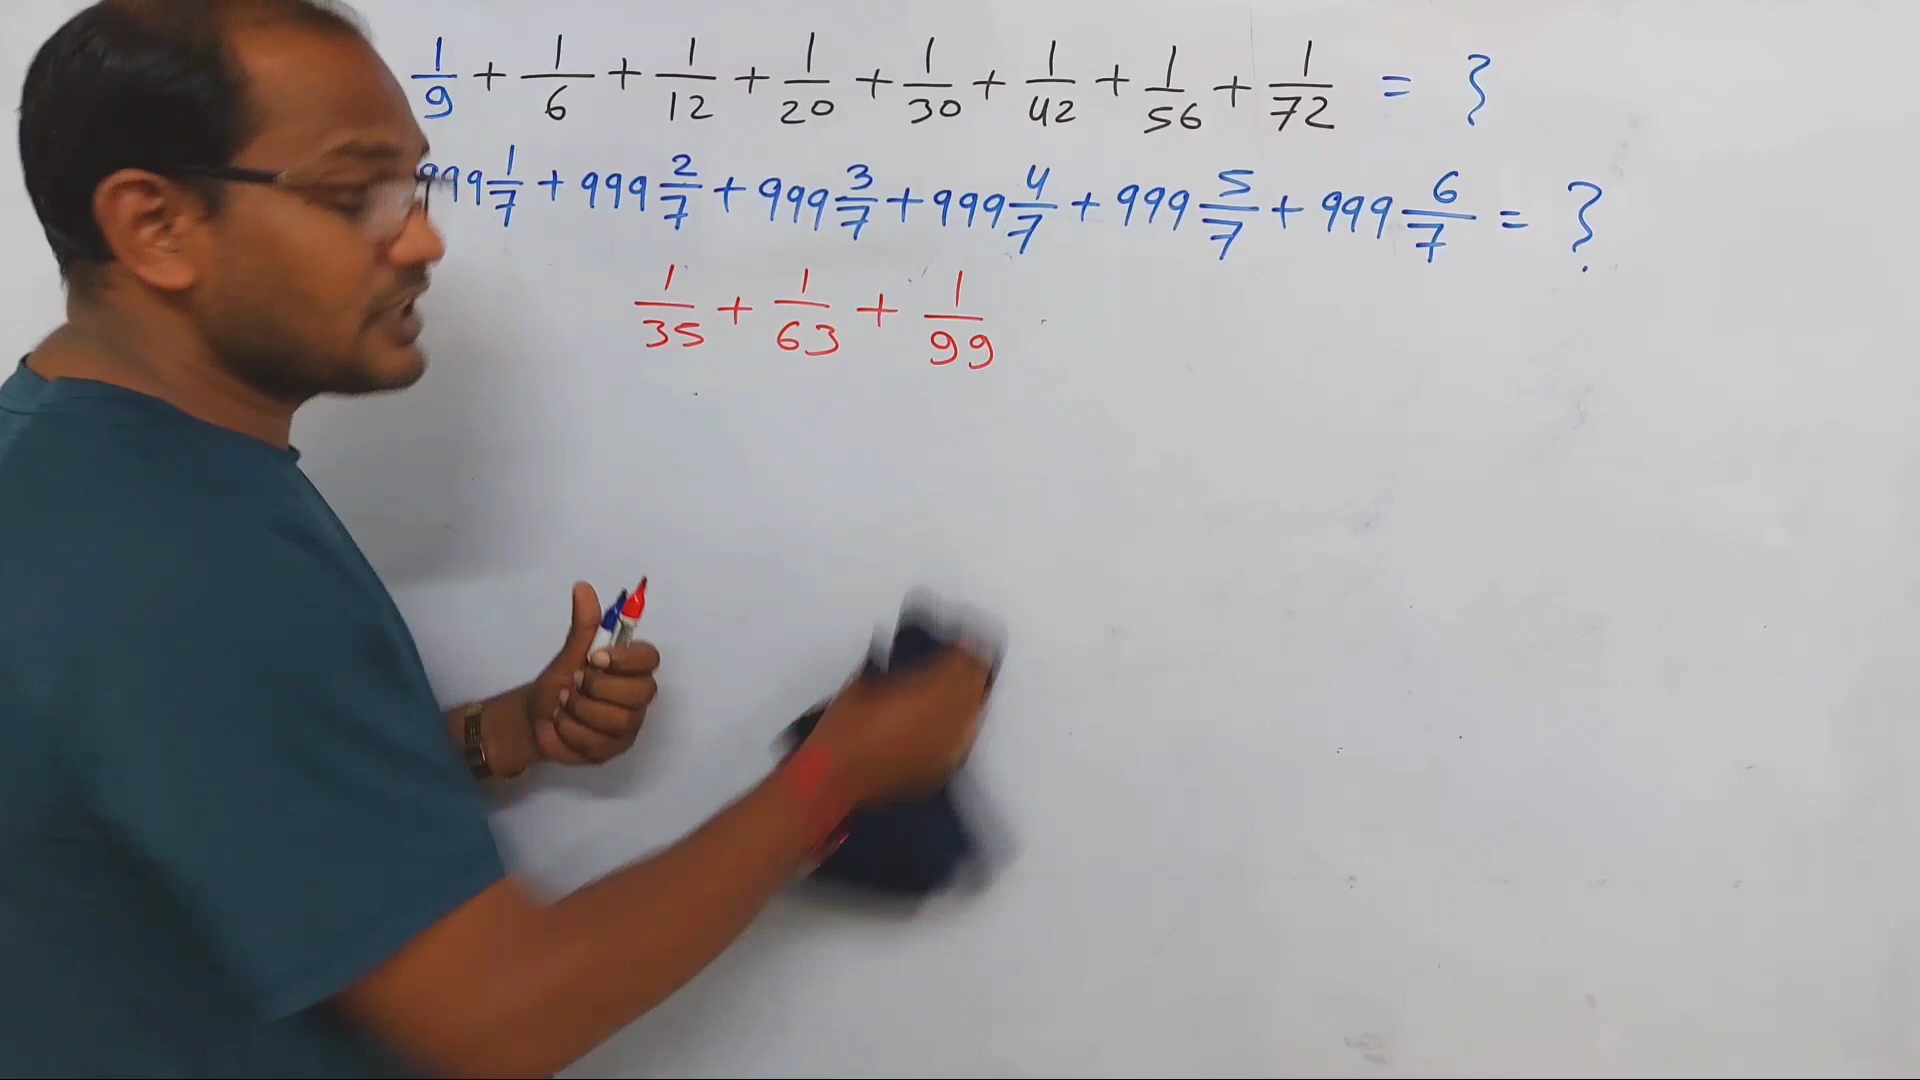 1/9 + 1/6 + 1/12 + 1/20 + 1/30 + 1/42 + 1/56 + 1/72 = ?
999 1/7 + 999 2/7 + 999 3/7 + 999 4/7 + 999 5/7 + 999 6/7 = ?
1/35 + 1/63 + 1/99